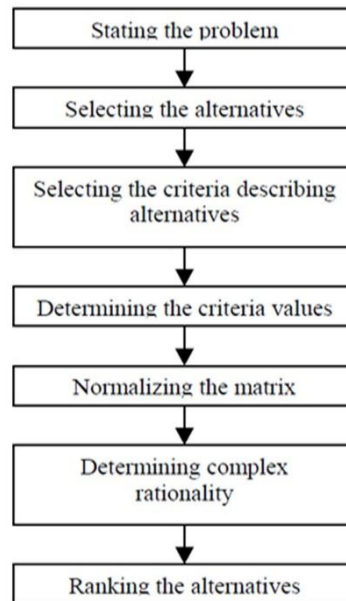 Stating the problem
Selecting the alternatives
Selecting the criteria describing
alternatives
Determining the criteria values
Normalizing the matrix
Determining complex
rationality
Ranking the alternatives